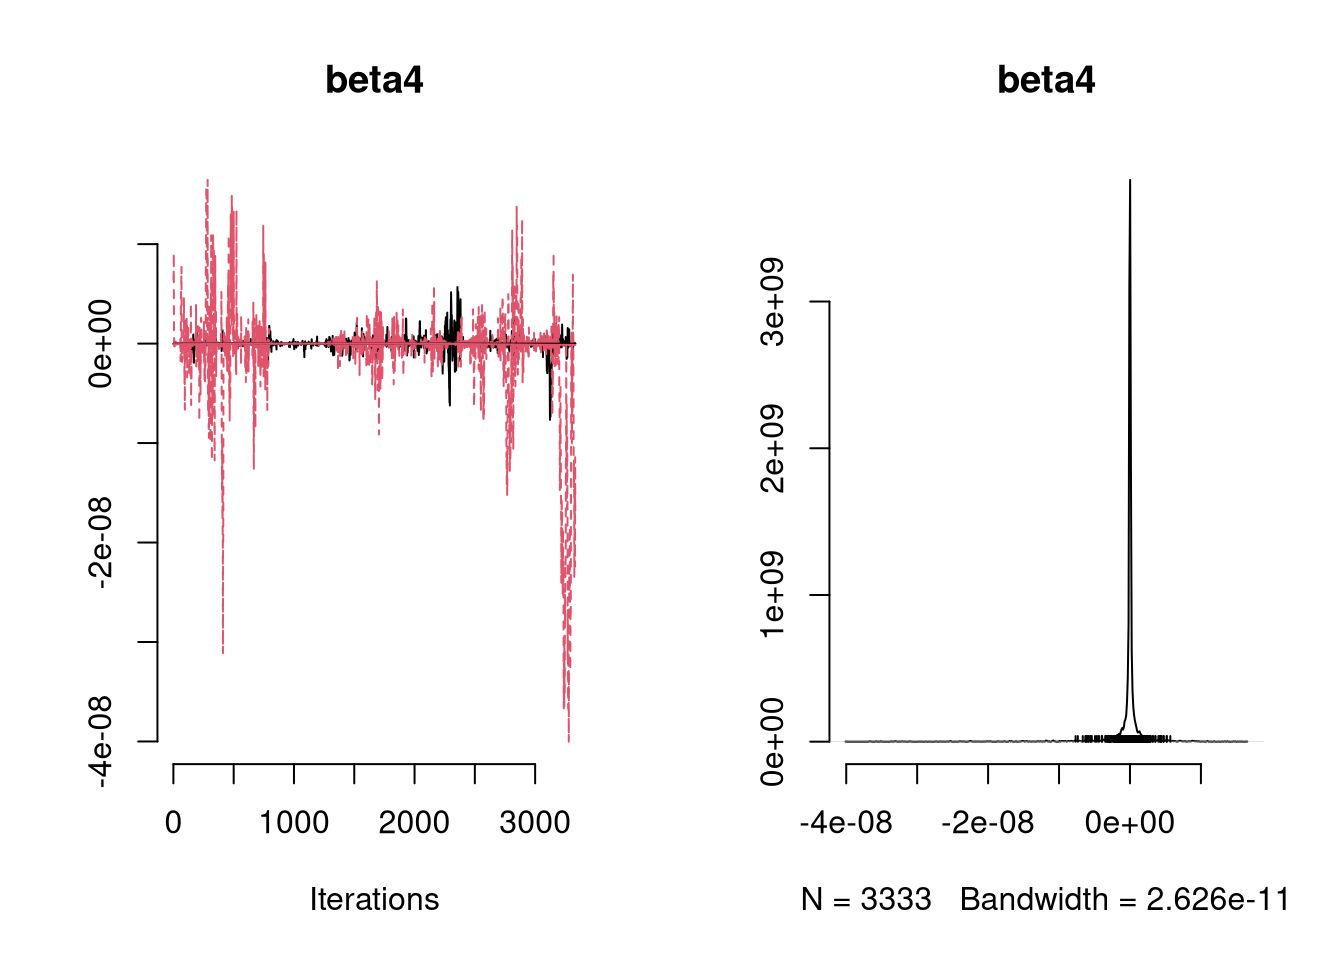 beta4
0e+00
-2e-08
-4e-08
0 1000 2000 3000
Iterations
beta4
3e+09
2e+09
1e+09
0e+00
-4e-08 -2e-08 0e+00
N = 3333 Bandwidth = 2.626e-11